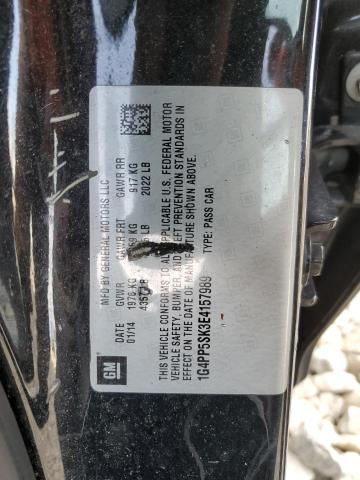 GM
MFD BY GENERAL MOTORS LLC
DATE GVWR GAWR FRT GAWR RR
01/14 1976 KG KG 917 KG
4357 LB LB 2022 LB
THIS VEHICLE CONFORMS TO ALL APPLICABLE U.S. FEDERAL MOTOR
VEHICLE SAFETY, BUMPER, AND THEFT PREVENTION STANDARDS IN
EFFECT ON THE DATE OF MANUFACTURE SHOWN ABOVE.
1G4PP5SK3E4157989 TYPE: PASS CAR